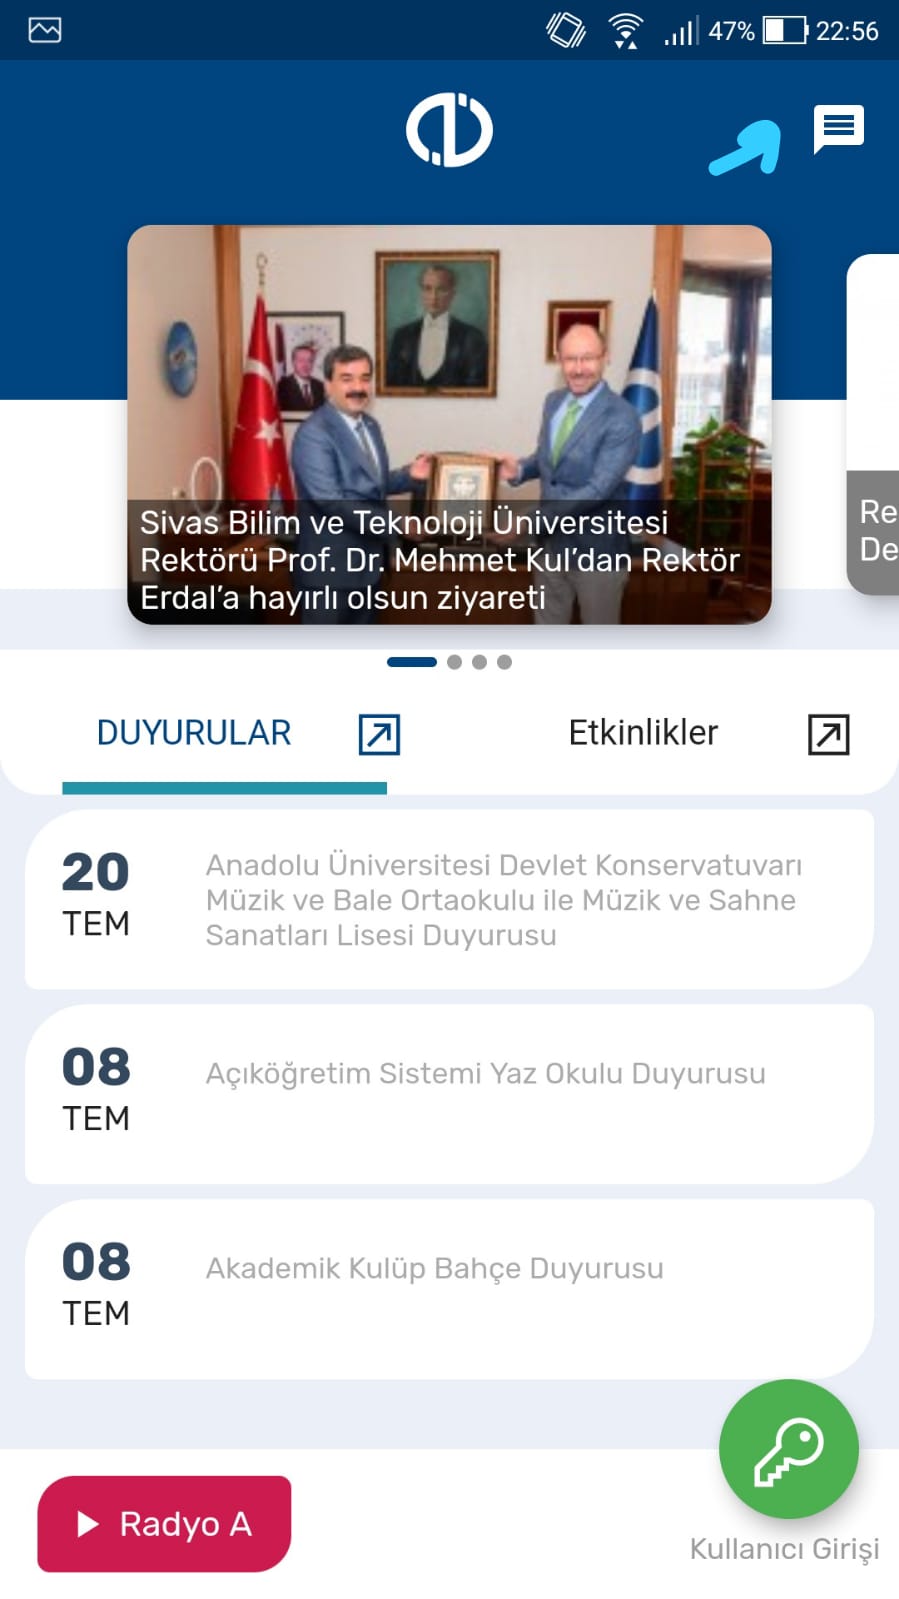 47% 22:56
Sivas Bilim ve Teknoloji Üniversitesi
Rektörü Prof. Dr. Mehmet Kul’dan Rektör
Erdal’a hayırlı olsun ziyareti
Re
De
DUYURULAR
Etkinlikler
20
TEM
Anadolu Üniversitesi Devlet Konservatuvarı
Müzik ve Bale Ortaokulu ile Müzik ve Sahne
Sanatları Lisesi Duyurusu
08
TEM
Açıköğretim Sistemi Yaz Okulu Duyurusu
08
TEM
Akademik Kulüp Bahçe Duyurusu
Radyo A
Kullanıcı Girişi